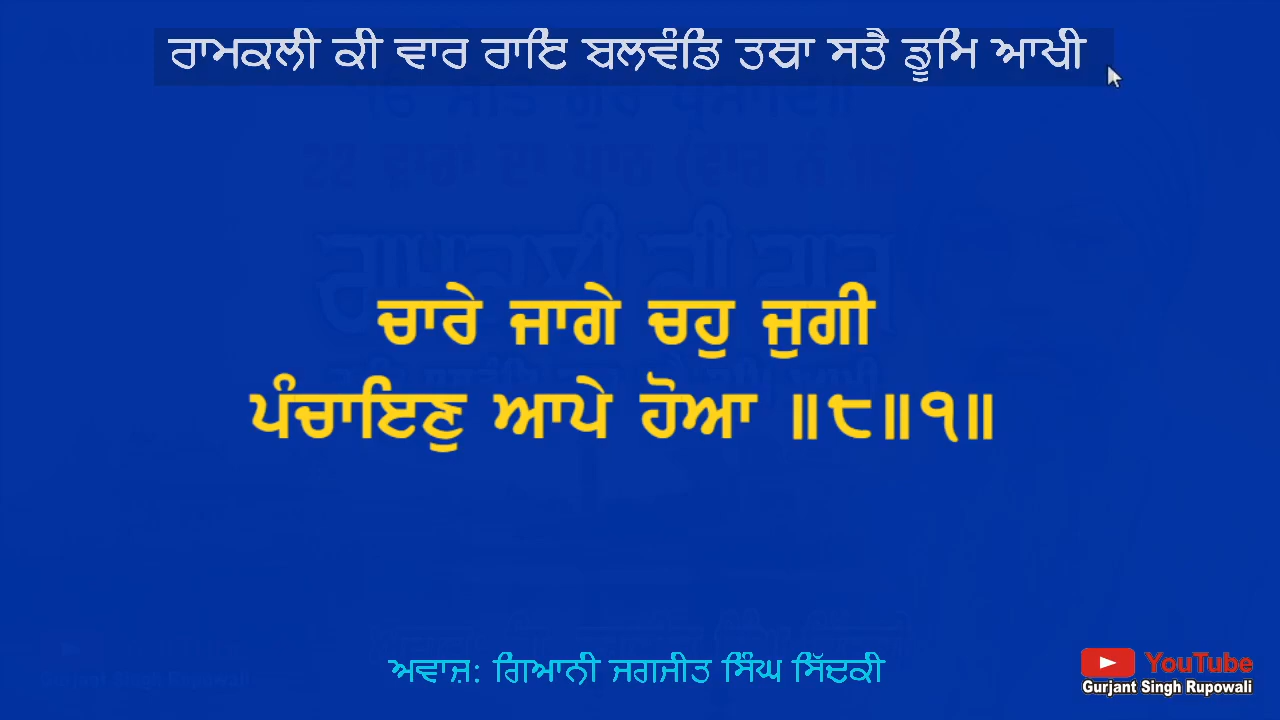 ਰਾਮਕਲੀ ਕੀ ਵਾਰ ਰਾਇ ਬਲਵੰਡਿ ਤਥਾ ਸਤੈ ਡੂਮਿ ਆਖੀ
ਚਾਰੇ ਜਾਗੇ ਚਹੁ ਜੁਗੀ
ਪੰਚਾਇਣੁ ਆਪੇ ਹੋਆ ॥੮॥੧॥
ਅਵਾਜ਼: ਗਿਆਨੀ ਜਗਜੀਤ ਸਿੰਘ ਸਿੱਦਕੀ
YouTube
Gurjant Singh Rupowali